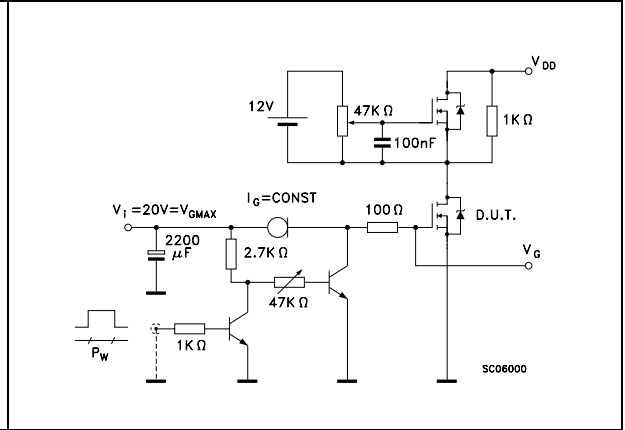 V DD
12V
47K Ω
1K Ω
100nF
I G =CONST
V i =20V=V GMAX
100 Ω
D.U.T.
2200
μF
2.7K Ω
V G
47K Ω
1K Ω
P W
SC06000